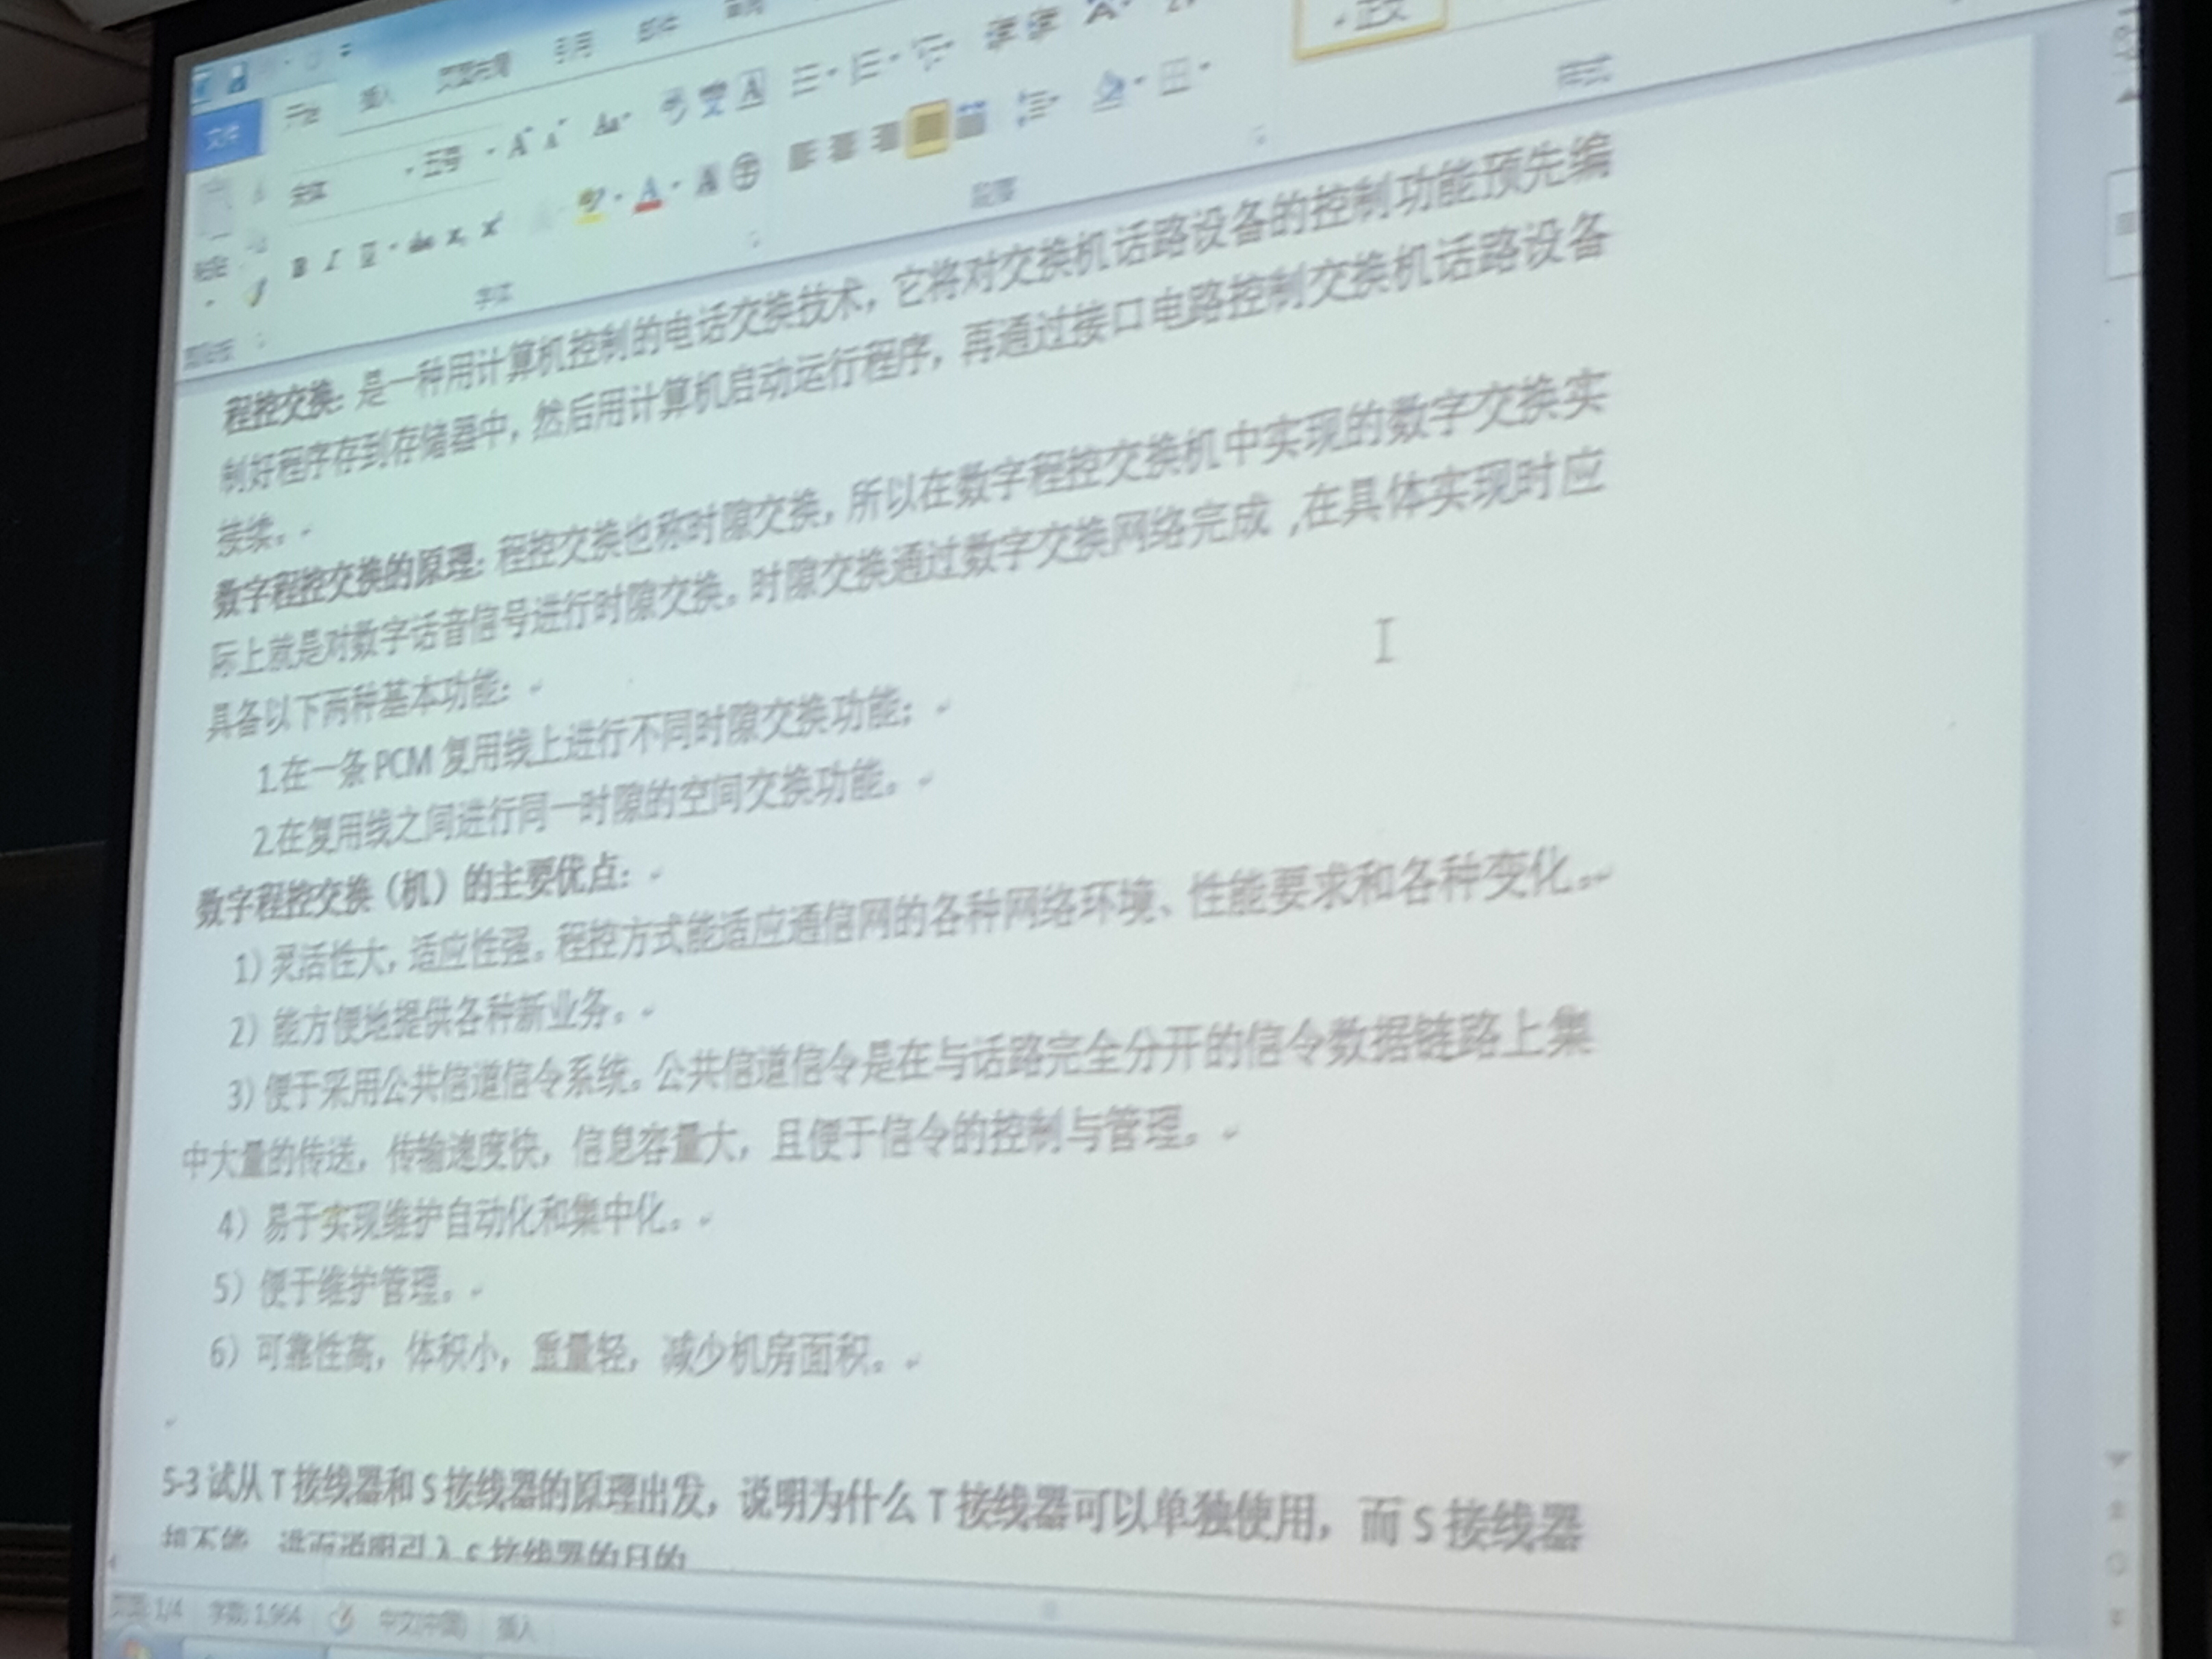 文件 开始 插入 页面布局 引用 邮件 审阅
宋体 五号
B I U abc
字体
段落
样式
程控交换: 是一种用计算机控制的电话交换技术，它将对交换机话路设备的控制功能预先编
制好程序存到存储器中，然后用计算机启动运行程序，再通过接口电路控制交换机话路设备
接续。
数字程控交换的原理: 程控交换也称时隙交换，所以在数字程控交换机中实现的数字交换实
际上就是对数字话音信号进行时隙交换。时隙交换通过数字交换网络完成 ,在具体实现时应
具备以下两种基本功能：
1.在一条 PCM 复用线上进行不同时隙交换功能；
2.在复用线之间进行同一时隙的空间交换功能。
数字程控交换（机）的主要优点：
1）灵活性大，适应性强。程控方式能适应通信网的各种网络环境、性能要求和各种变化。
2）能方便地提供各种新业务。
3）便于采用公共信道信令系统。公共信道信令是在与话路完全分开的信令数据链路上集
中大量的传送，传输速度快，信息容量大，且便于信令的控制与管理。
4）易于实现维护自动化和集中化。
5）便于维护管理。
6）可靠性高，体积小，重量轻，减少机房面积。
5-3 试从 T 接线器和 S 接线器的原理出发，说明为什么 T 接线器可以单独使用，而 S 接线器
却不能，进而说明引入 S 接线器的目的
页面: 1/4 字数: 1,964 中文(中国) 插入